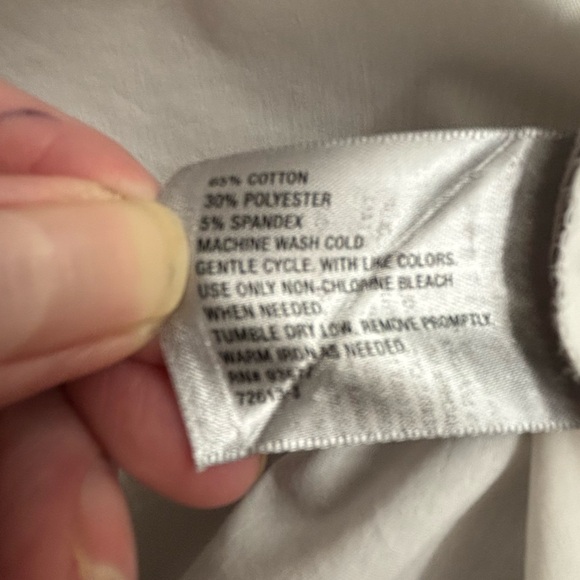 65% COTTON
30% POLYESTER
5% SPANDEX
MACHINE WASH COLD
GENTLE CYCLE. WITH LIKE COLORS.
USE ONLY NON-CHLORINE BLEACH
WHEN NEEDED.
TUMBLE DRY LOW. REMOVE PROMPTLY.
WARM IRON AS NEEDED.
RN#